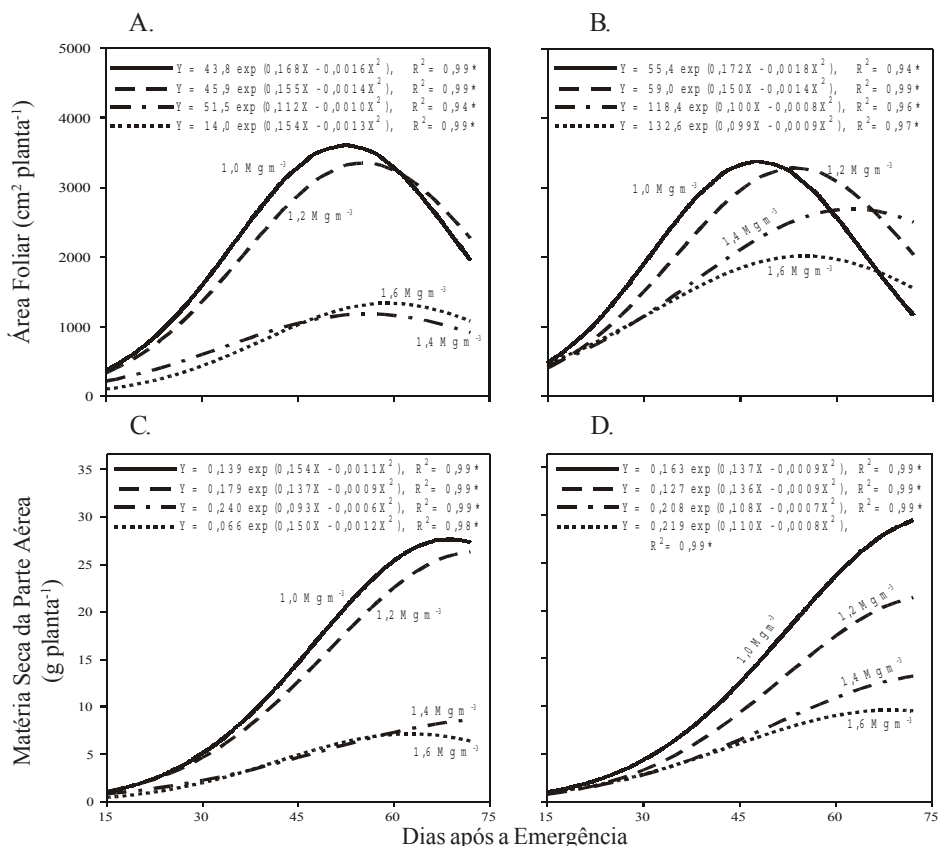 A.
B.
Área Foliar (cm² planta⁻¹)
5000
4000
3000
2000
1000
0
Y = 43,8 exp (0,168X -0,0016X²), R²= 0,99*
Y = 45,9 exp (0,155X -0,0014X²), R²= 0,99*
Y = 51,5 exp (0,112X -0,0010X²), R²= 0,94*
Y = 14,0 exp (0,154X -0,0013X²), R²= 0,99*
1,0 Mg m⁻³
1,2 Mg m⁻³
1,6 Mg m⁻³
1,4 Mg m⁻³
Y = 55,4 exp (0,172X -0,0018X²), R²= 0,94*
Y = 59,0 exp (0,150X -0,0014X²), R²= 0,99*
Y = 118,4 exp (0,100X -0,0008X²), R²= 0,96*
Y = 132,6 exp (0,099X -0,0009X²), R²= 0,97*
1,0 Mg m⁻³
1,2 Mg m⁻³
1,4 Mg m⁻³
1,6 Mg m⁻³
C.
D.
Matéria Seca da Parte Aérea
(g planta⁻¹)
35
30
25
20
15
10
5
0
Y = 0,139 exp (0,154X -0,0011X²), R²= 0,99*
Y = 0,179 exp (0,137X -0,0009X²), R²= 0,99*
Y = 0,240 exp (0,093X -0,0006X²), R²= 0,99*
Y = 0,066 exp (0,150X -0,0012X²), R²= 0,98*
1,0 Mg m⁻³
1,2 Mg m⁻³
1,4 Mg m⁻³
1,6 Mg m⁻³
Y = 0,163 exp (0,137X -0,0009X²), R²= 0,99*
Y = 0,127 exp (0,136X -0,0009X²), R²= 0,99*
Y = 0,208 exp (0,108X -0,0007X²), R²= 0,99*
Y = 0,219 exp (0,110X -0,0008X²),
R²= 0,99*
1,0 Mg m⁻³
1,2 Mg m⁻³
1,4 Mg m⁻³
1,6 Mg m⁻³
15 30 45 60 75
15 30 45 60 75
Dias após a Emergência